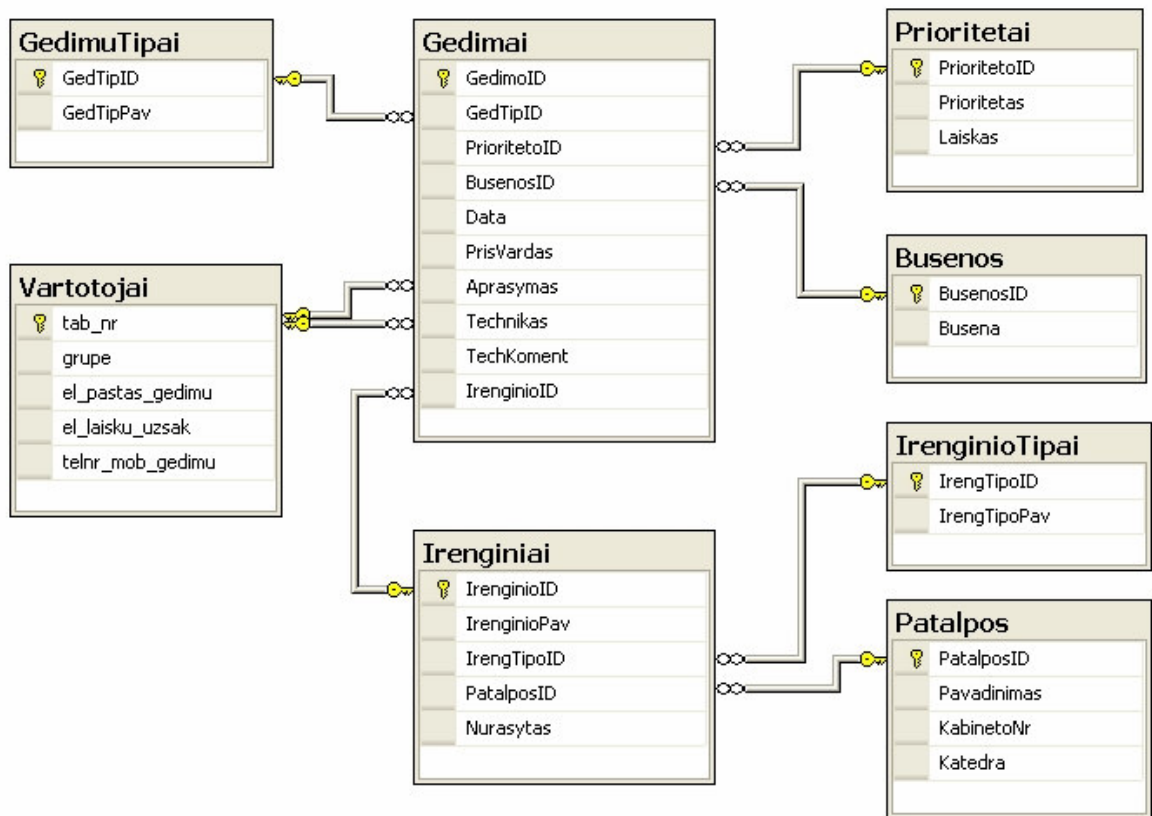 GedimuTipai
GedTipID
GedTipPav
Vartotojai
tab_nr
grupe
el_pastas_gedimu
el_laisku_uzsak
telnr_mob_gedimu
Gedimai
GedimoID
GedTipID
PrioritetoID
BusenosID
Data
PrisVardas
Aprasymas
Technikas
TechKoment
IrenginioID
Irenginiai
IrenginioID
IrenginioPav
IrengTipoID
PatalposID
Nurasytas
Prioritetai
PrioritetoID
Prioritetas
Laiskas
Busenos
BusenosID
Busena
IrenginioTipai
IrengTipoID
IrengTipoPav
Patalpos
PatalposID
Pavadinimas
KabinetoNr
Katedra